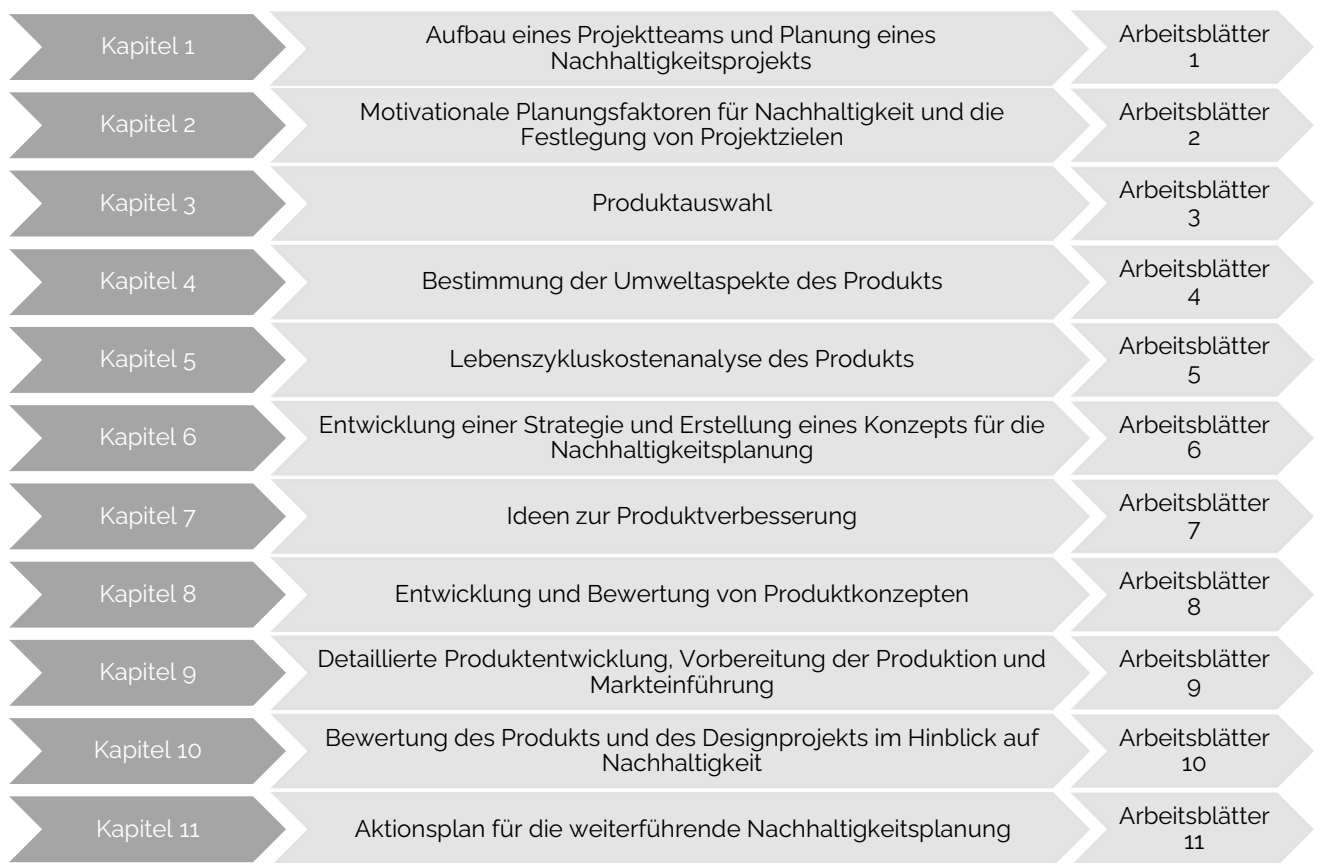 Kapitel 1
Aufbau eines Projektteams und Planung eines
Nachhaltigkeitsprojekts
Arbeitsblätter
1
Kapitel 2
Motivationale Planungsfaktoren für Nachhaltigkeit und die
Festlegung von Projektzielen
Arbeitsblätter
2
Kapitel 3
Produktauswahl
Arbeitsblätter
3
Kapitel 4
Bestimmung der Umweltaspekte des Produkts
Arbeitsblätter
4
Kapitel 5
Lebenszykluskostenanalyse des Produkts
Arbeitsblätter
5
Kapitel 6
Entwicklung einer Strategie und Erstellung eines Konzepts für die
Nachhaltigkeitsplanung
Arbeitsblätter
6
Kapitel 7
Ideen zur Produktverbesserung
Arbeitsblätter
7
Kapitel 8
Entwicklung und Bewertung von Produktkonzepten
Arbeitsblätter
8
Kapitel 9
Detaillierte Produktentwicklung, Vorbereitung der Produktion und
Markteinführung
Arbeitsblätter
9
Kapitel 10
Bewertung des Produkts und des Designprojekts im Hinblick auf
Nachhaltigkeit
Arbeitsblätter
10
Kapitel 11
Aktionsplan für die weiterführende Nachhaltigkeitsplanung
Arbeitsblätter
11